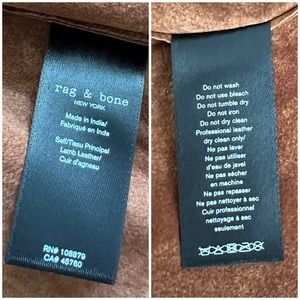 rag & bone
NEW YORK
Made in India/
Fabriqué en Inde
Self/Tissu Principal
Lamb Leather/
Cuir d'agneau
RN# 108879
CA# 46760
Do not wash
Do not use bleach
Do not tumble dry
Do not iron
Do not dry clean
Professional leather
clean only/
Ne pas laver
Ne pas utiliser
d'eau de javel
Ne pas sécher
en machine
Ne pas repasser
Ne pas nettoyer à sec
Cuir professionnel
nettoyage à sec
seulement